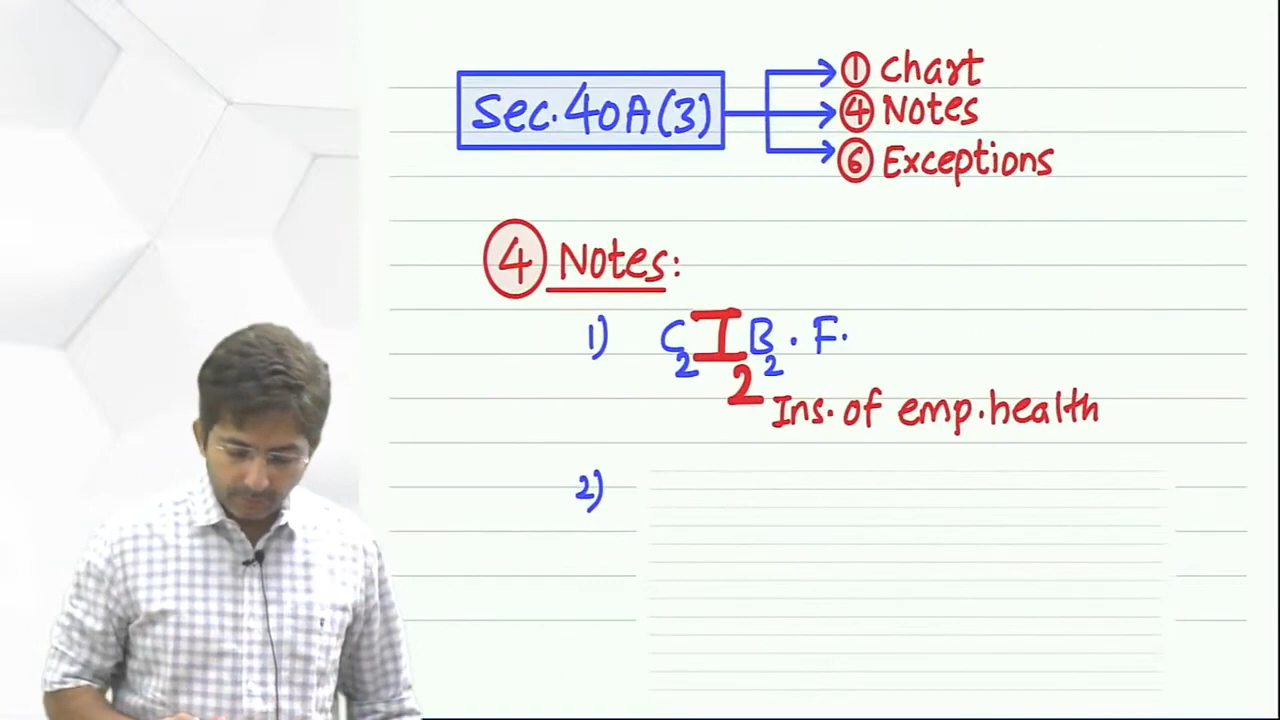 Sec.40A(3)
① Chart
④ Notes
⑥ Exceptions
④ Notes:
1) C2 I2 B2. F.
Ins. of emp. health
2)